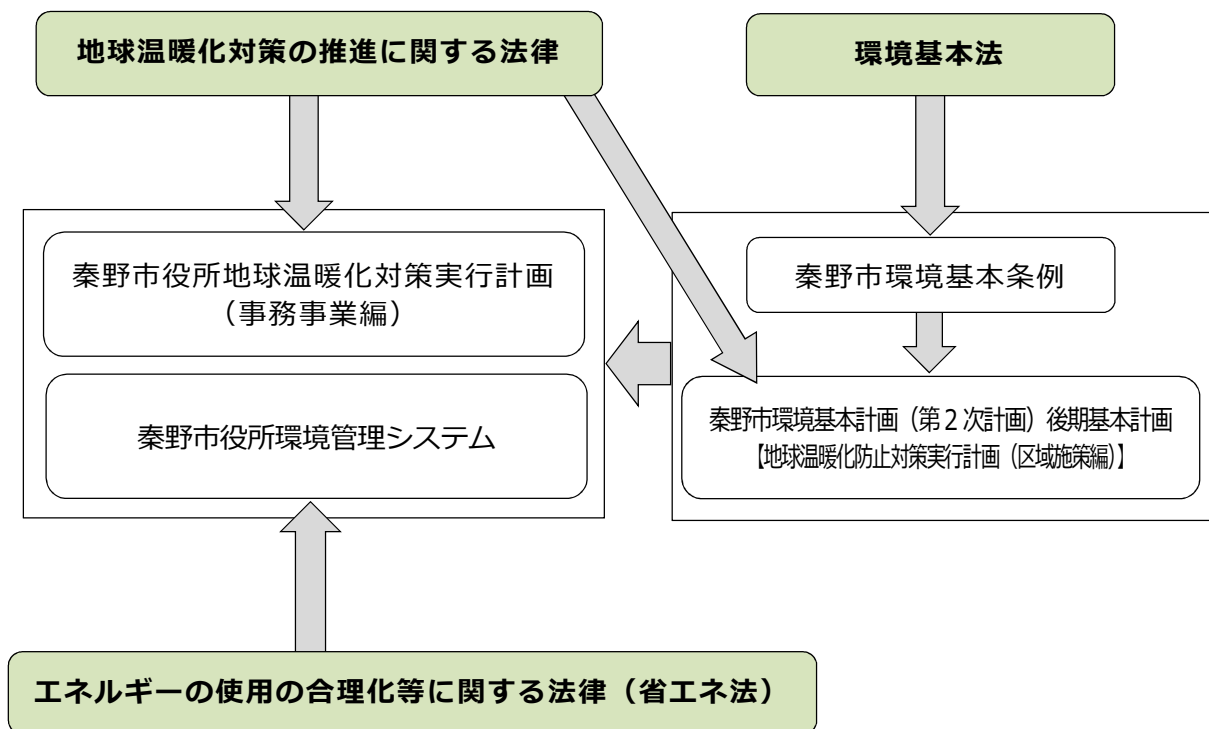 地球温暖化対策の推進に関する法律
環境基本法
秦野市役所地球温暖化対策実行計画
（事務事業編）
秦野市役所環境管理システム
秦野市環境基本条例
秦野市環境基本計画（第２次計画）後期基本計画
【地球温暖化防止対策実行計画（区域施策編）】
エネルギーの使用の合理化等に関する法律（省エネ法）